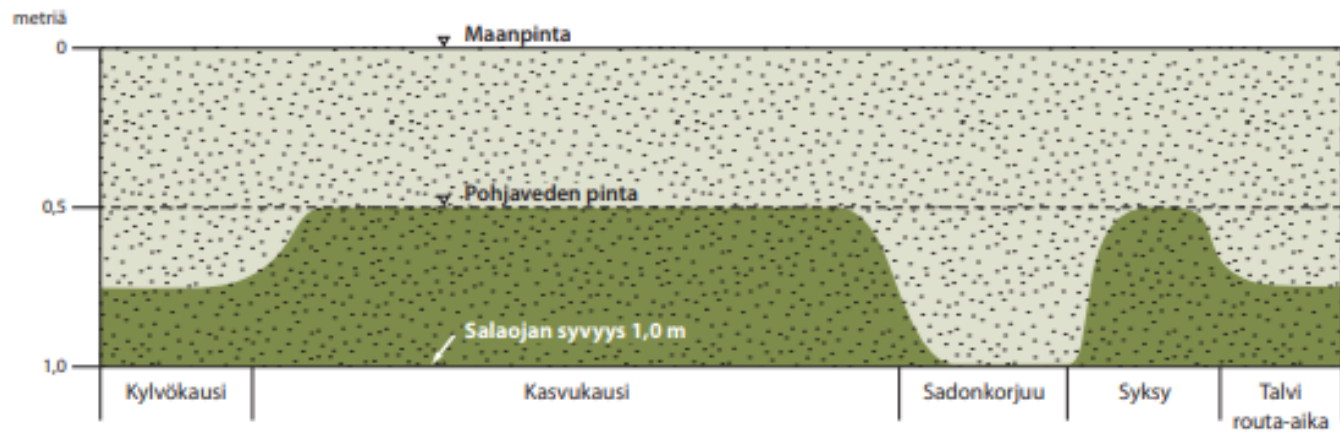 metriä
0
Maanpinta
0,5
Pohjaveden pinta
Salaojan syvyys 1,0 m
1,0
Kylvökausi
Kasvukausi
Sadonkorjuu
Syksy
Talvi
routa-aika